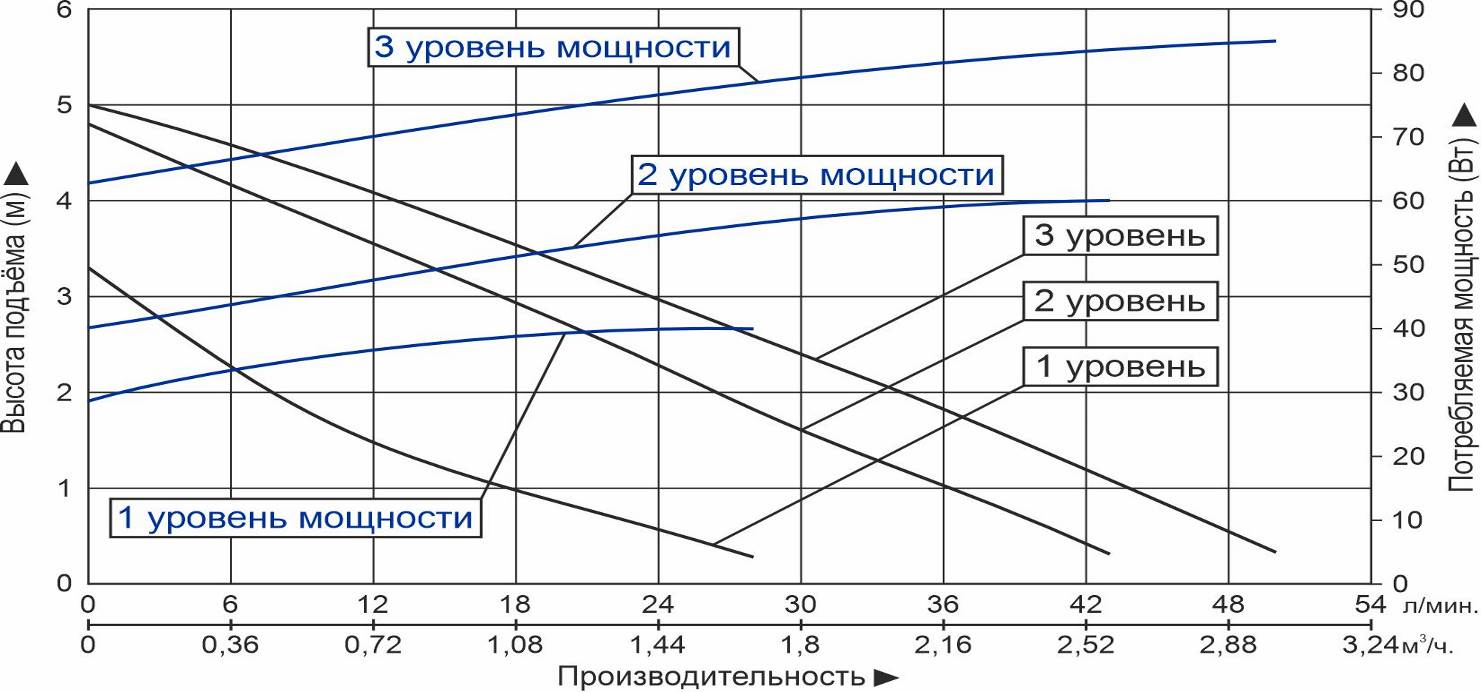 6
5
4
3
2
1
0
Высота подъёма (м)
3 уровень мощности
2 уровень мощности
1 уровень мощности
3 уровень
2 уровень
1 уровень
90
80
70
60
50
40
30
20
10
0
Потребляемая мощность (Вт)
0 6 12 18 24 30 36 42 48 54 л/мин.
0 0,36 0,72 1,08 1,44 1,8 2,16 2,52 2,88 3,24 м³/ч.
Производительность